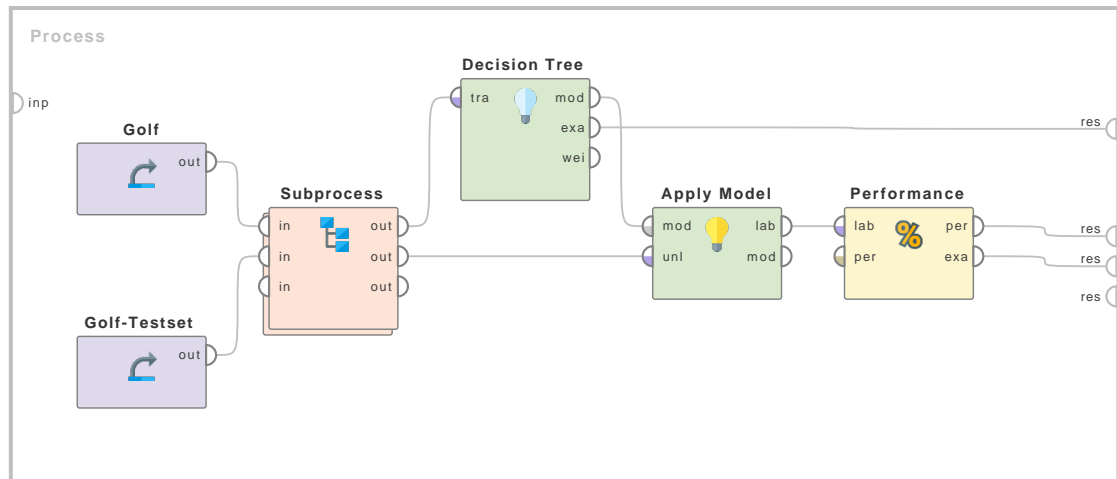 Process
inp
Golf
out
Golf-Testset
out
Subprocess
in out
in out
in out
Decision Tree
tra mod
exa
wei
Apply Model
mod lab
unl mod
Performance
%
lab per
per exa
res
res
res
res